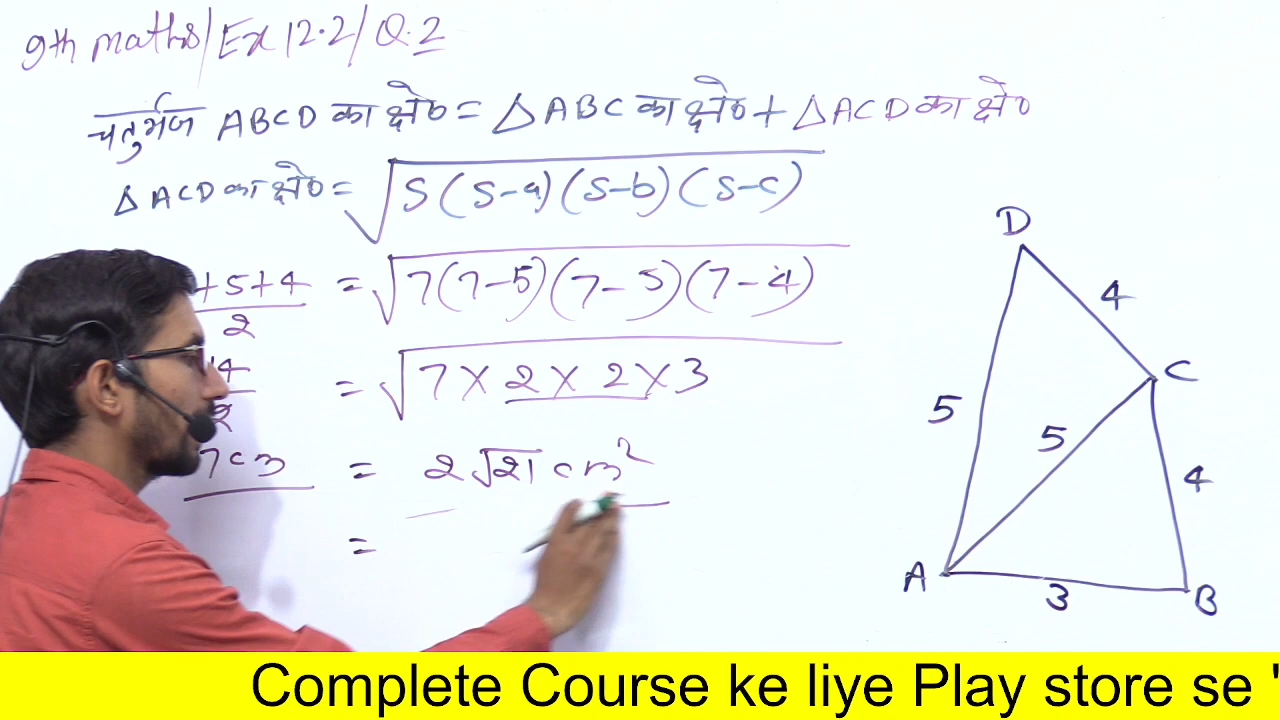 9th maths/Ex 12.2/Q.2
चतुर्भुज ABCD का क्षे० = △ABC का क्षे० + △ACD का क्षे०
△ACD का क्षे० = √S(S-a)(S-b)(S-c)
+5+4/2 = √7(7-5)(7-5)(7-4)
14/2 = √7×2×2×3
7cm = 2√21 cm²
=
D
4
C
5
5
4
A
3
B
Complete Course ke liye Play store se '